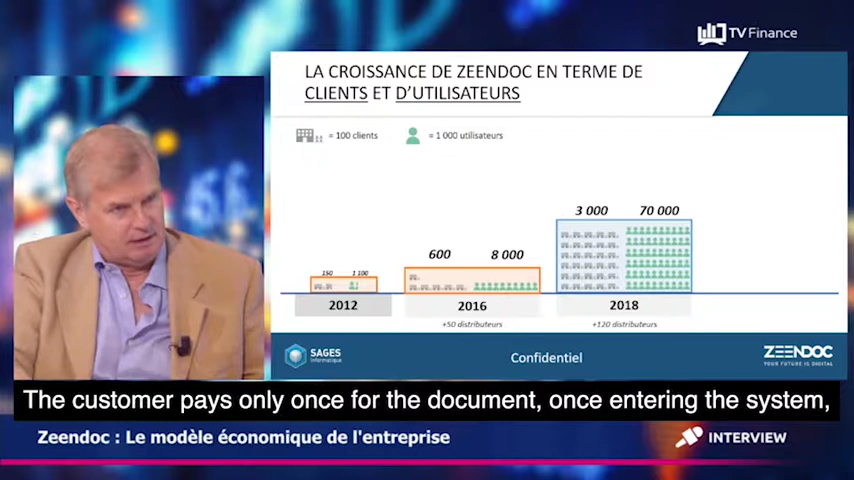 TV Finance
LA CROISSANCE DE ZEENDOC EN TERME DE
CLIENTS ET D'UTILISATEURS
= 100 clients
= 1 000 utilisateurs
3 000
70 000
600
8 000
150
1 100
2012
2016
2018
+50 distributeurs
+120 distributeurs
SAGES
Informatique
Confidentiel
ZEENDOC
YOUR FUTURE IS DIGITAL
The customer pays only once for the document, once entering the system,
Zeendoc : Le modèle économique de l'entreprise
INTERVIEW